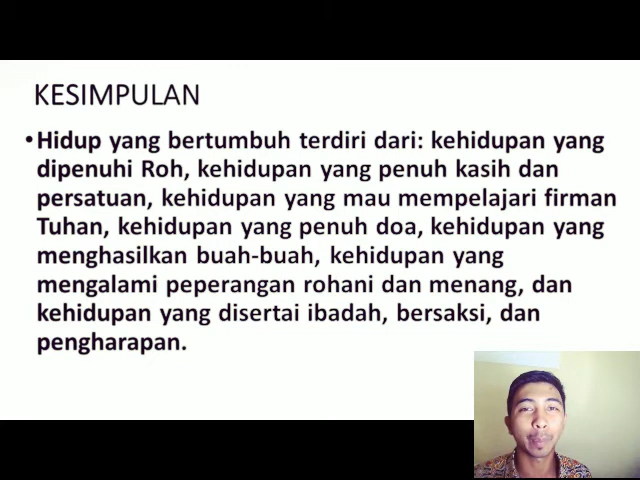 KESIMPULAN
•Hidup yang bertumbuh terdiri dari: kehidupan yang
dipenuhi Roh, kehidupan yang penuh kasih dan
persatuan, kehidupan yang mau mempelajari firman
Tuhan, kehidupan yang penuh doa, kehidupan yang
menghasilkan buah-buah, kehidupan yang
mengalami peperangan rohani dan menang, dan
kehidupan yang disertai ibadah, bersaksi, dan
pengharapan.